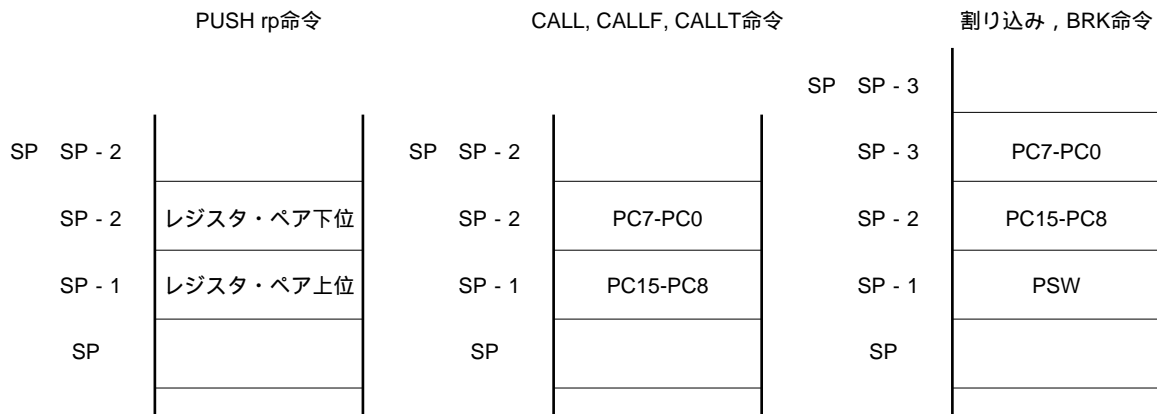 PUSH rp命令 CALL, CALLF, CALLT命令 割り込み，BRK命令
SP SP - 3
SP SP - 2 SP SP - 2 SP - 3 PC7-PC0
SP - 2 レジスタ・ペア下位 SP - 2 PC7-PC0 SP - 2 PC15-PC8
SP - 1 レジスタ・ペア上位 SP - 1 PC15-PC8 SP - 1 PSW
SP SP SP